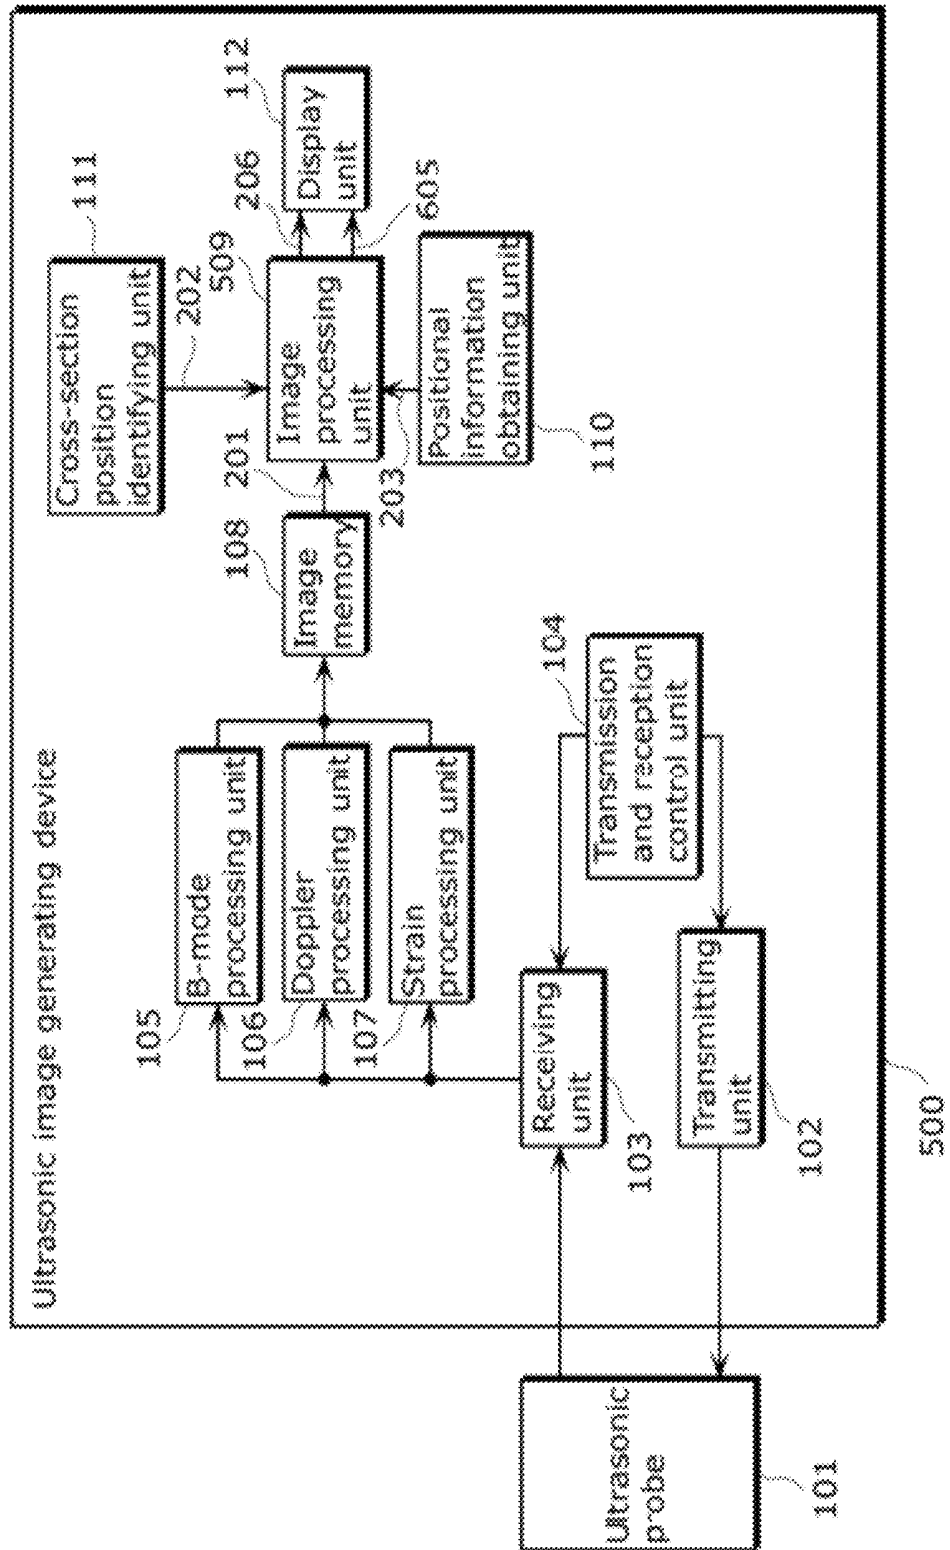 Ultrasonic image generating device
Ultrasonic
probe
101
Receiving
unit
103
Transmitting
unit
102
Transmission
and reception
control unit
104
105
B-mode
processing unit
106
Doppler
processing unit
107
Strain
processing unit
108
Image
memory
201
Cross-section
position
identifying unit
111
202
Image
processing
unit
509
203
Positional
information
obtaining unit
110
206
605
Display
unit
112
500